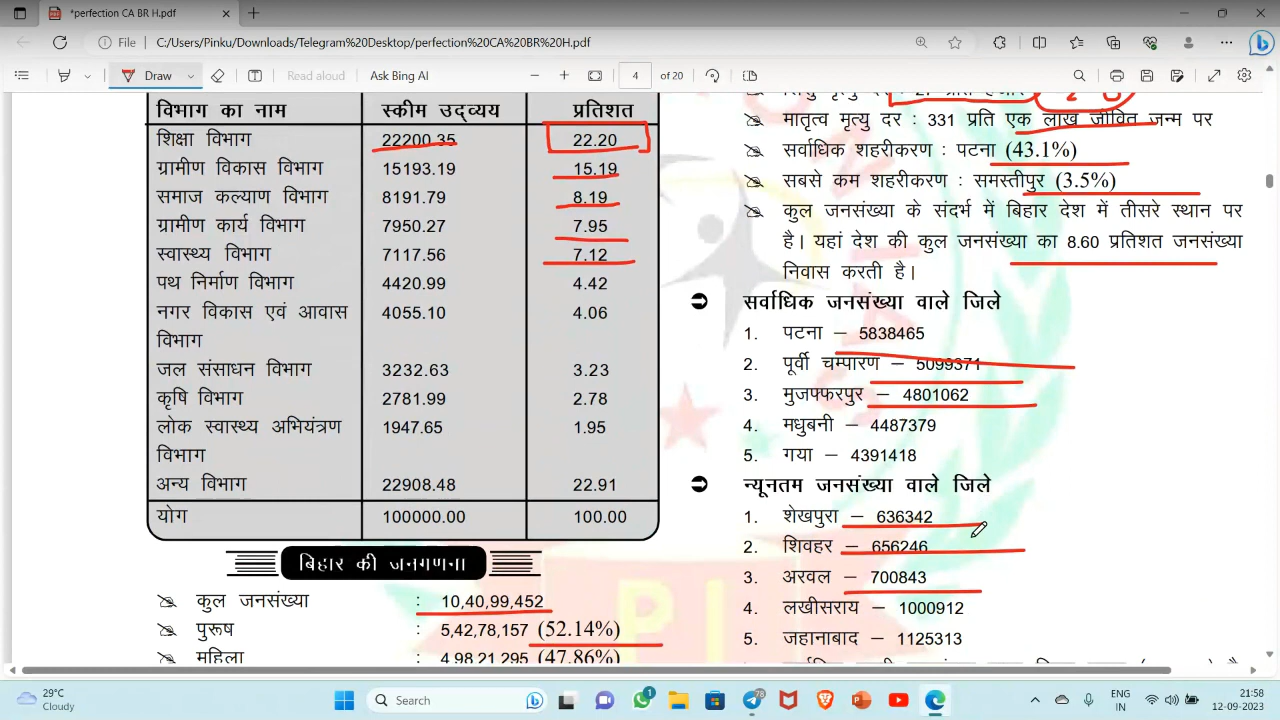 *perfection CA BR H.pdf
File
C:/Users/Pinku/Downloads/Telegram%20Desktop/perfection%20CA%20BR%20H.pdf
Draw
Read aloud
Ask Bing AI
4
of 20
विभाग का नाम स्कीम उद्व्यय प्रतिशत
शिक्षा विभाग 22200.35 22.20
ग्रामीण विकास विभाग 15193.19 15.19
समाज कल्याण विभाग 8191.79 8.19
ग्रामीण कार्य विभाग 7950.27 7.95
स्वास्थ्य विभाग 7117.56 7.12
पथ निर्माण विभाग 4420.99 4.42
नगर विकास एवं आवास 4055.10 4.06
विभाग
जल संसाधन विभाग 3232.63 3.23
कृषि विभाग 2781.99 2.78
लोक स्वास्थ्य अभियंत्रण 1947.65 1.95
विभाग
अन्य विभाग 22908.48 22.91
योग 100000.00 100.00
बिहार की जनगणना
कुल जनसंख्या : 10,40,99,452
पुरूष : 5,42,78,157 (52.14%)
महिला : 4,98,21,295 (47.86%)
मातृत्व मृत्यु दर : 331 प्रति एक लाख जीवित जन्म पर
सर्वाधिक शहरीकरण : पटना (43.1%)
सबसे कम शहरीकरण : समस्तीपुर (3.5%)
कुल जनसंख्या के संदर्भ में बिहार देश में तीसरे स्थान पर
है। यहां देश की कुल जनसंख्या का 8.60 प्रतिशत जनसंख्या
निवास करती है।
सर्वाधिक जनसंख्या वाले जिले
1. पटना – 5838465
2. पूर्वी चम्पारण – 5099371
3. मुजफ्फरपुर – 4801062
4. मधुबनी – 4487379
5. गया – 4391418
न्यूनतम जनसंख्या वाले जिले
1. शेखपुरा – 636342
2. शिवहर – 656246
3. अरवल – 700843
4. लखीसराय – 1000912
5. जहानाबाद – 1125313
29°C
Cloudy
Search
1
78
ENG
IN
21:58
12-09-2023